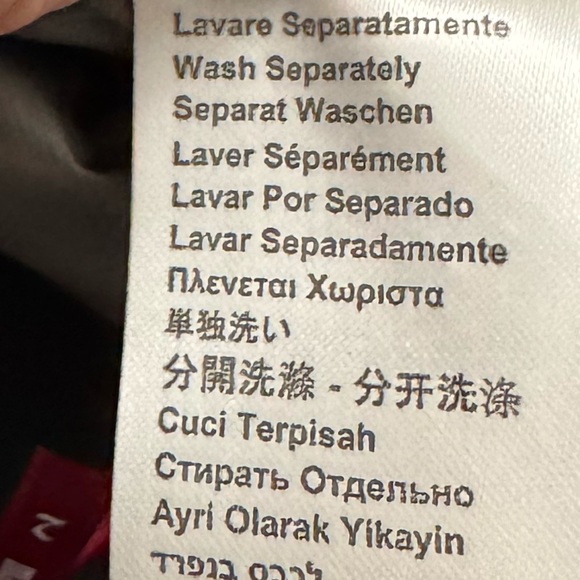 Lavare Separatamente
Wash Separately
Separat Waschen
Laver Séparément
Lavar Por Separado
Lavar Separadamente
Πλενεται Χωριστα
単独洗い
分開洗滌 - 分开洗涤
Cuci Terpisah
Стирать Отдельно
Ayri Olarak Yikayin
לכבס בנפרד
2